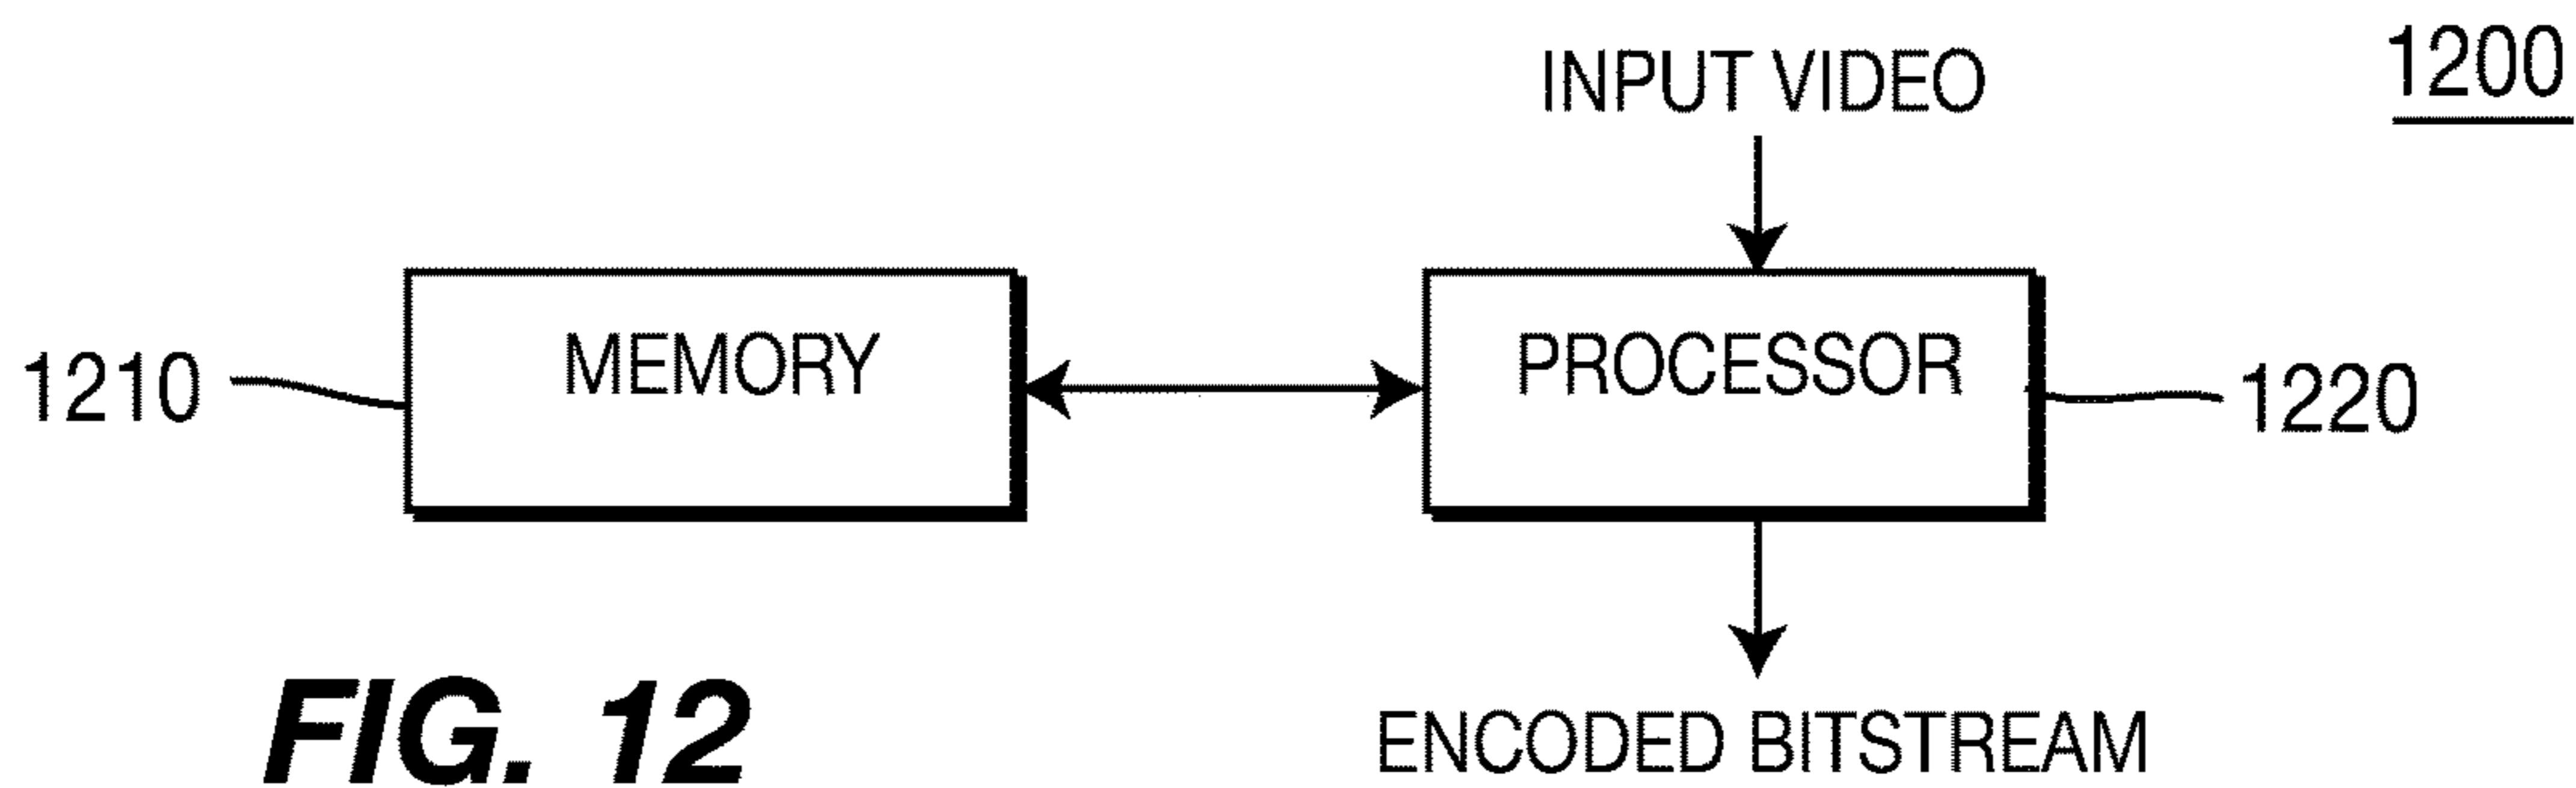 INPUT VIDEO
1200
MEMORY
PROCESSOR
1210
1220
FIG. 12
ENCODED BITSTREAM